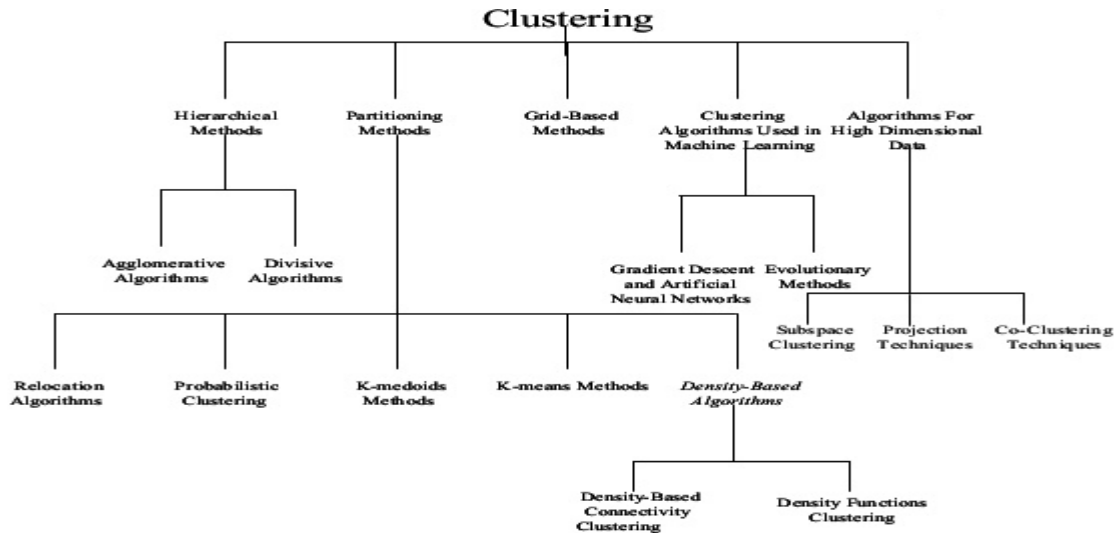 Clustering
Hierarchical
Methods
Partitioning
Methods
Grid-Based
Methods
Clustering
Algorithms Used in
Machine Learning
Algorithms For
High Dimensional
Data
Agglomerative
Algorithms
Divisive
Algorithms
Gradient Descent
and Artificial
Neural Networks
Evolutionary
Methods
Subspace
Clustering
Projection
Techniques
Co-Clustering
Techniques
Relocation
Algorithms
Probabilistic
Clustering
K-medoids
Methods
K-means Methods
Density-Based
Algorithms
Density-Based
Connectivity
Clustering
Density Functions
Clustering